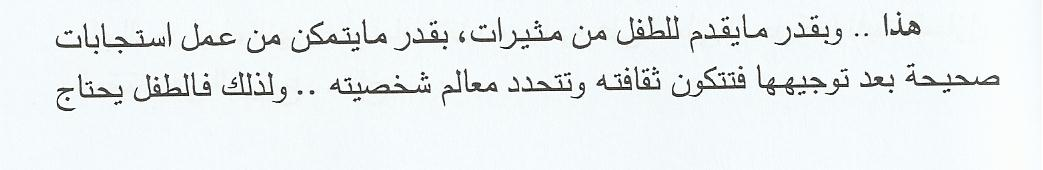 هذا .. وبقدر مايقدم للطفل من مثيرات، بقدر مايتمكن من عمل استجابات
صحيحة بعد توجيهها فتتكون ثقافته وتتحدد معالم شخصيته .. ولذلك فالطفل يحتاج